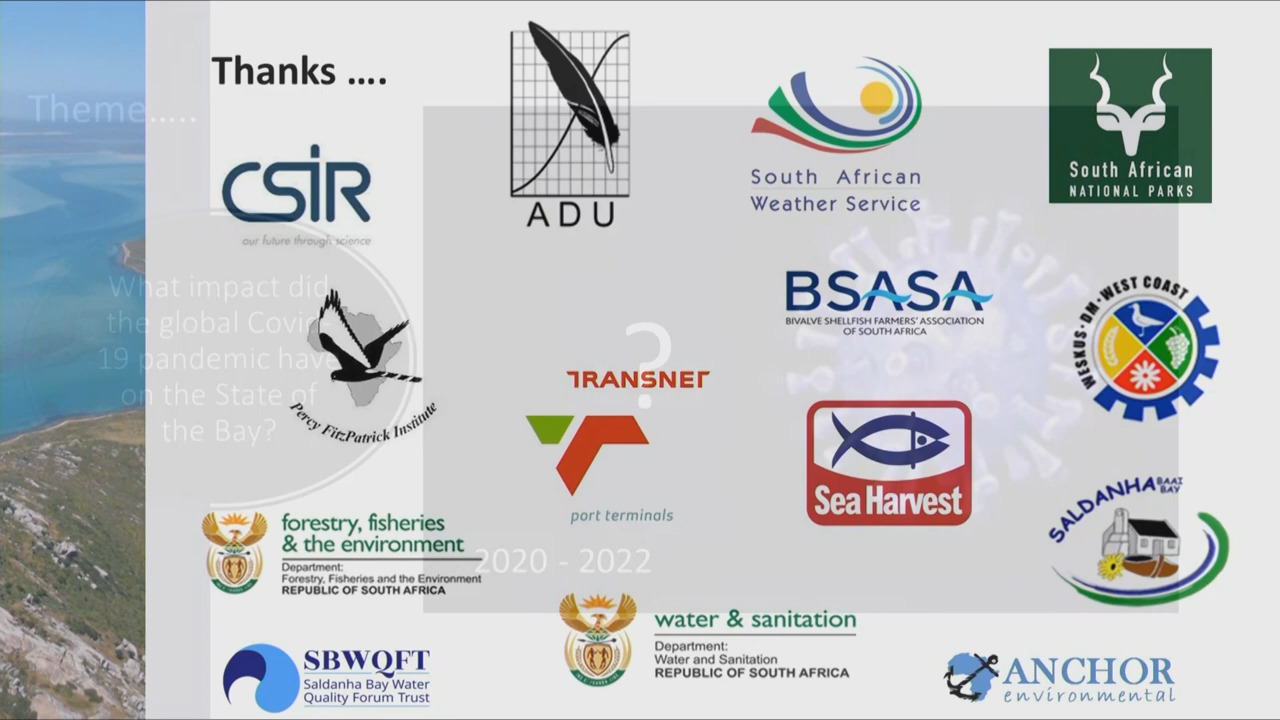 Thanks ....
Theme.....
CSIR
our future through science
ADU
South African
Weather Service
South African
NATIONAL PARKS
What impact did
the global Covid-
19 pandemic have
on the State of
the Bay?
Percy FitzPatrick Institute
?
TRANSNET
port terminals
BSASA
BIVALVE SHELLFISH FARMERS' ASSOCIATION
OF SOUTH AFRICA
WESKUS·DM·WEST COAST
Sea Harvest
SALDANHA BAAI
BAY
forestry, fisheries
& the environment
Department:
Forestry, Fisheries and the Environment
REPUBLIC OF SOUTH AFRICA
2020 - 2022
water & sanitation
Department:
Water and Sanitation
REPUBLIC OF SOUTH AFRICA
SBWQFT
Saldanha Bay Water
Quality Forum Trust
ANCHOR
environmental